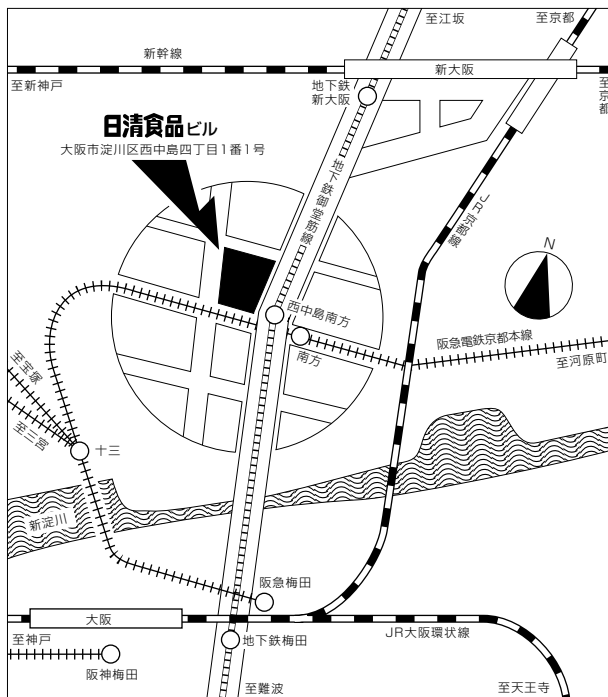 至江坂
至京都
新幹線
新大阪
至新神戸
地下鉄
新大阪
至京都
日清食品ビル
大阪市淀川区西中島四丁目1番1号
地下鉄御堂筋線
JR京都線
N
西中島南方
南方
阪急電鉄京都本線
至河原町
至宝塚
至三宮
十三
新淀川
阪急梅田
大阪
至神戸
阪神梅田
地下鉄梅田
JR大阪環状線
至難波
至天王寺